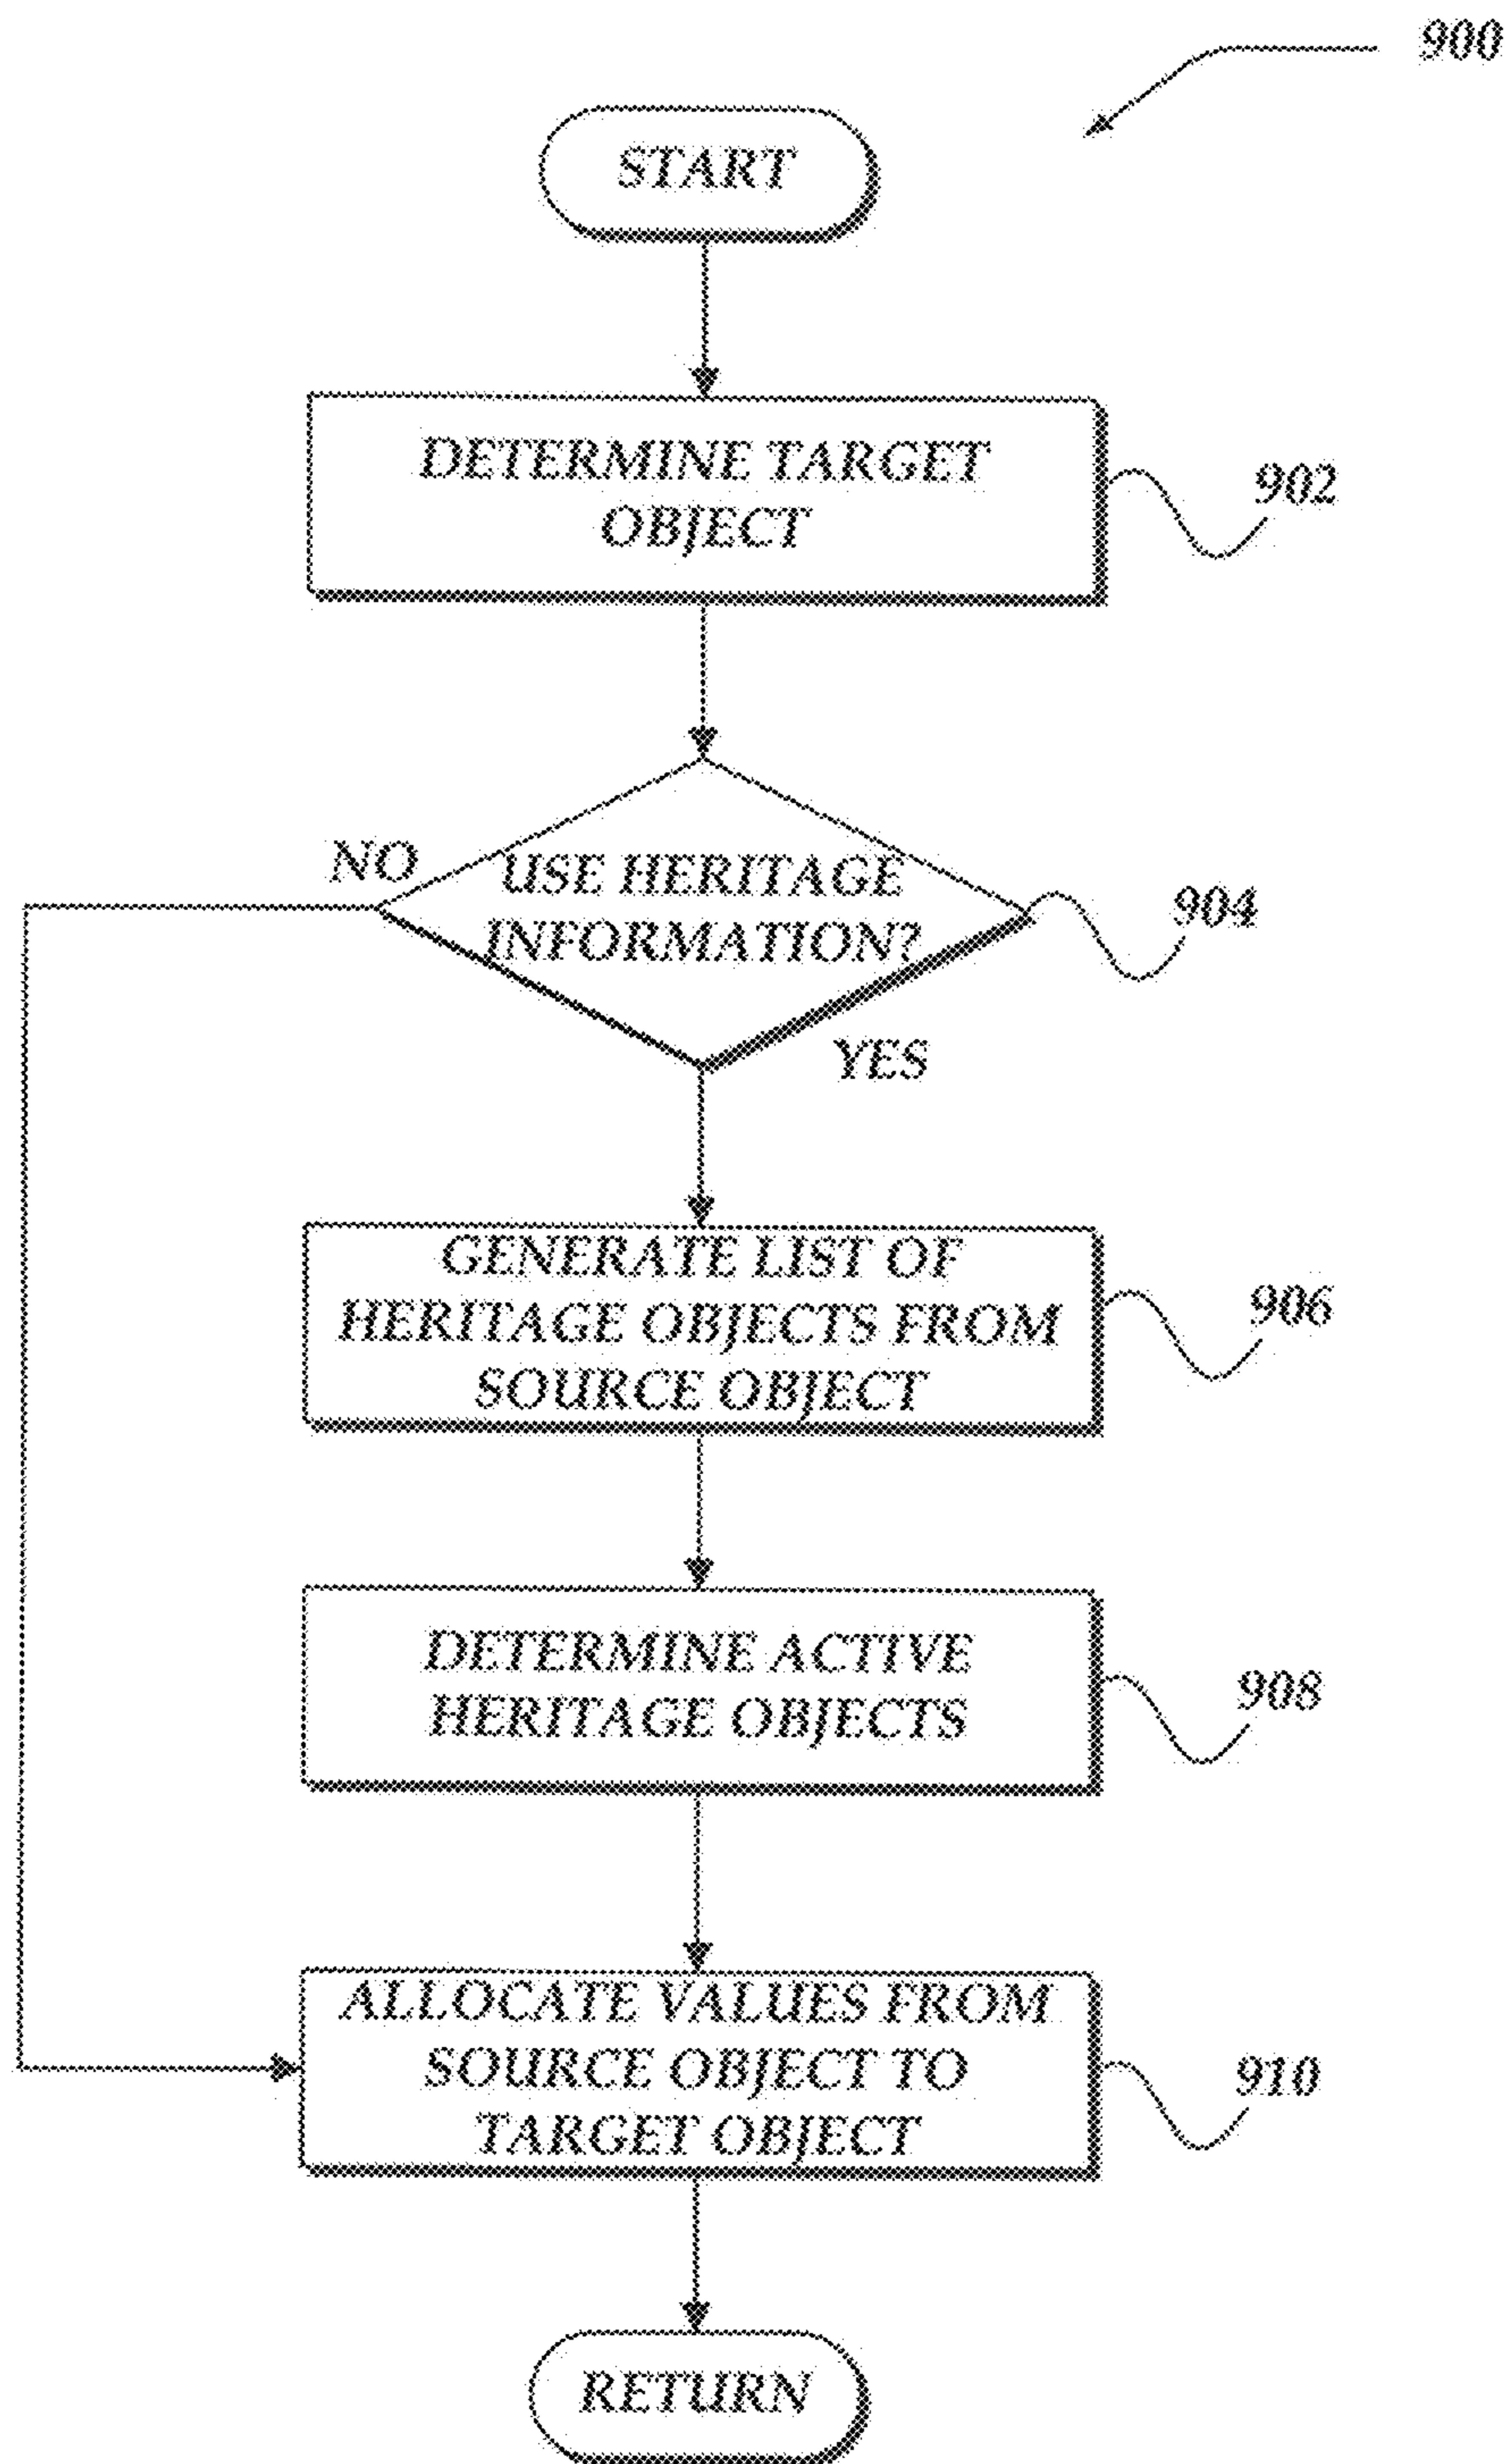 900
START
DETERMINE TARGET
OBJECT
902
NO
USE HERITAGE
INFORMATION?
904
YES
GENERATE LIST OF
HERITAGE OBJECTS FROM
SOURCE OBJECT
906
DETERMINE ACTIVE
HERITAGE OBJECTS
908
ALLOCATE VALUES FROM
SOURCE OBJECT TO
TARGET OBJECT
910
RETURN